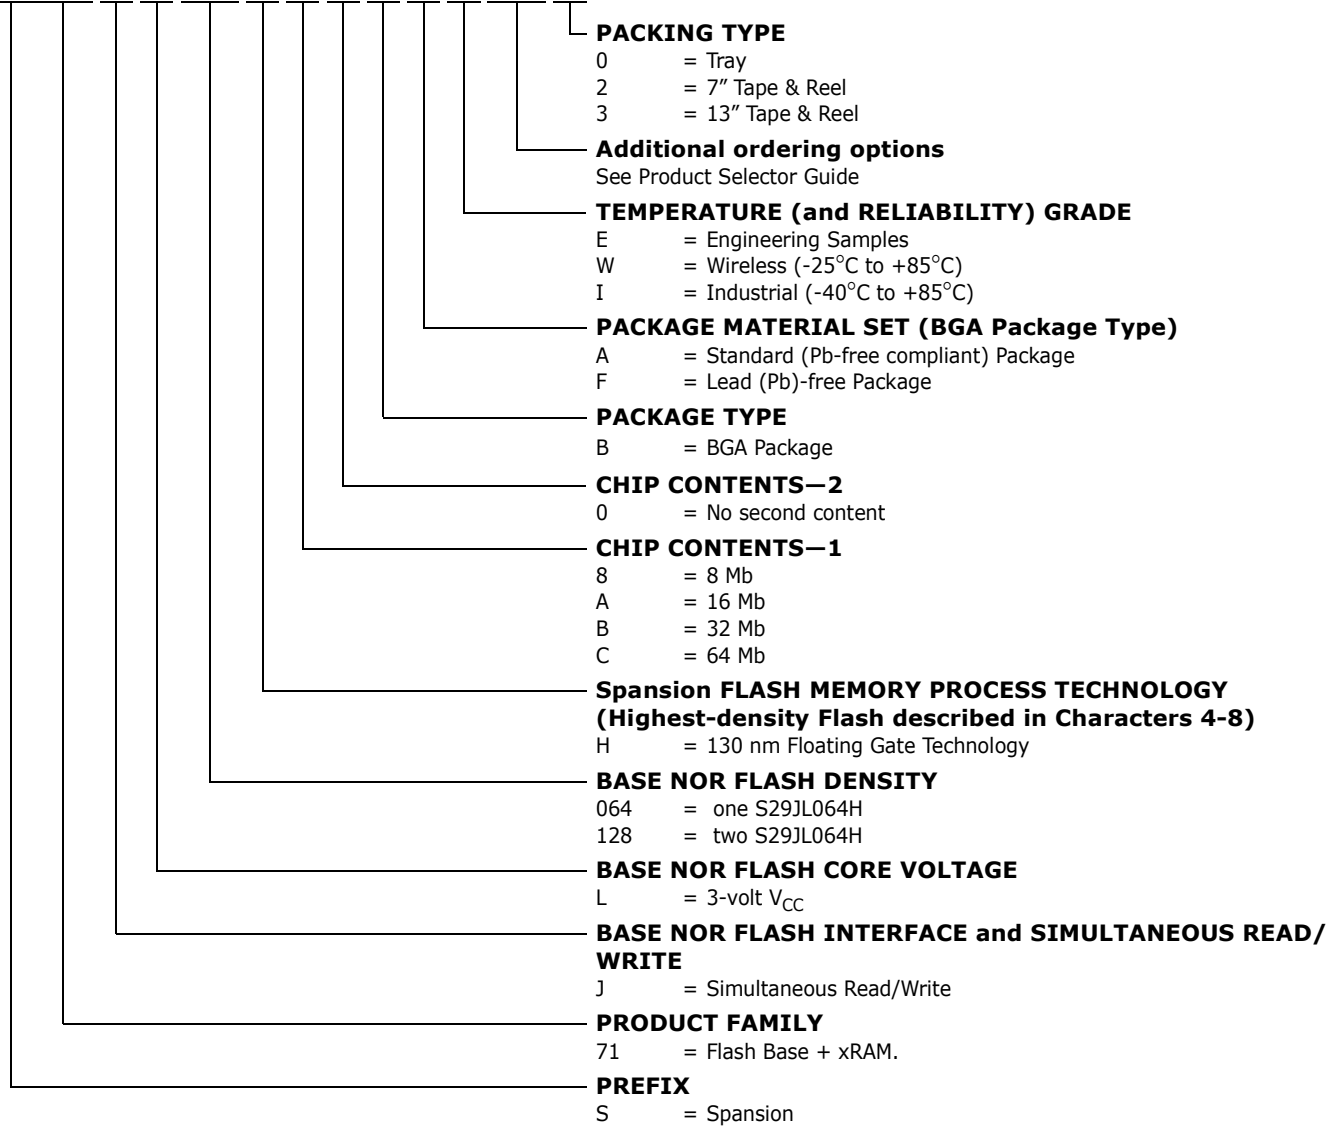 PACKING TYPE
0 = Tray
2 = 7″ Tape & Reel
3 = 13″ Tape & Reel
Additional ordering options
See Product Selector Guide
TEMPERATURE (and RELIABILITY) GRADE
E = Engineering Samples
W = Wireless (-25°C to +85°C)
I = Industrial (-40°C to +85°C)
PACKAGE MATERIAL SET (BGA Package Type)
A = Standard (Pb-free compliant) Package
F = Lead (Pb)-free Package
PACKAGE TYPE
B = BGA Package
CHIP CONTENTS—2
0 = No second content
CHIP CONTENTS—1
8 = 8 Mb
A = 16 Mb
B = 32 Mb
C = 64 Mb
Spansion FLASH MEMORY PROCESS TECHNOLOGY
(Highest-density Flash described in Characters 4-8)
H = 130 nm Floating Gate Technology
BASE NOR FLASH DENSITY
064 = one S29JL064H
128 = two S29JL064H
BASE NOR FLASH CORE VOLTAGE
L = 3-volt VCC
BASE NOR FLASH INTERFACE and SIMULTANEOUS READ/
WRITE
J = Simultaneous Read/Write
PRODUCT FAMILY
71 = Flash Base + xRAM.
PREFIX
S = Spansion